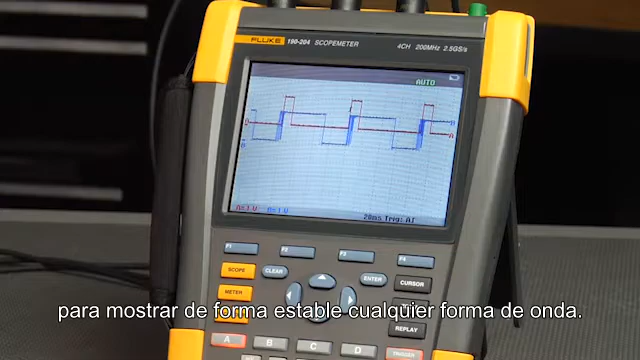 FLUKE 190-204 SCOPEMETER 4CH 200MHz 2.5GS/s
AUTO
20ms Trig: A
F1 F2 F3 F4
SCOPE CLEAR ENTER CURSOR
METER
para mostrar de forma estable cualquier forma de onda.
REPLAY
A B C D TRIGGER